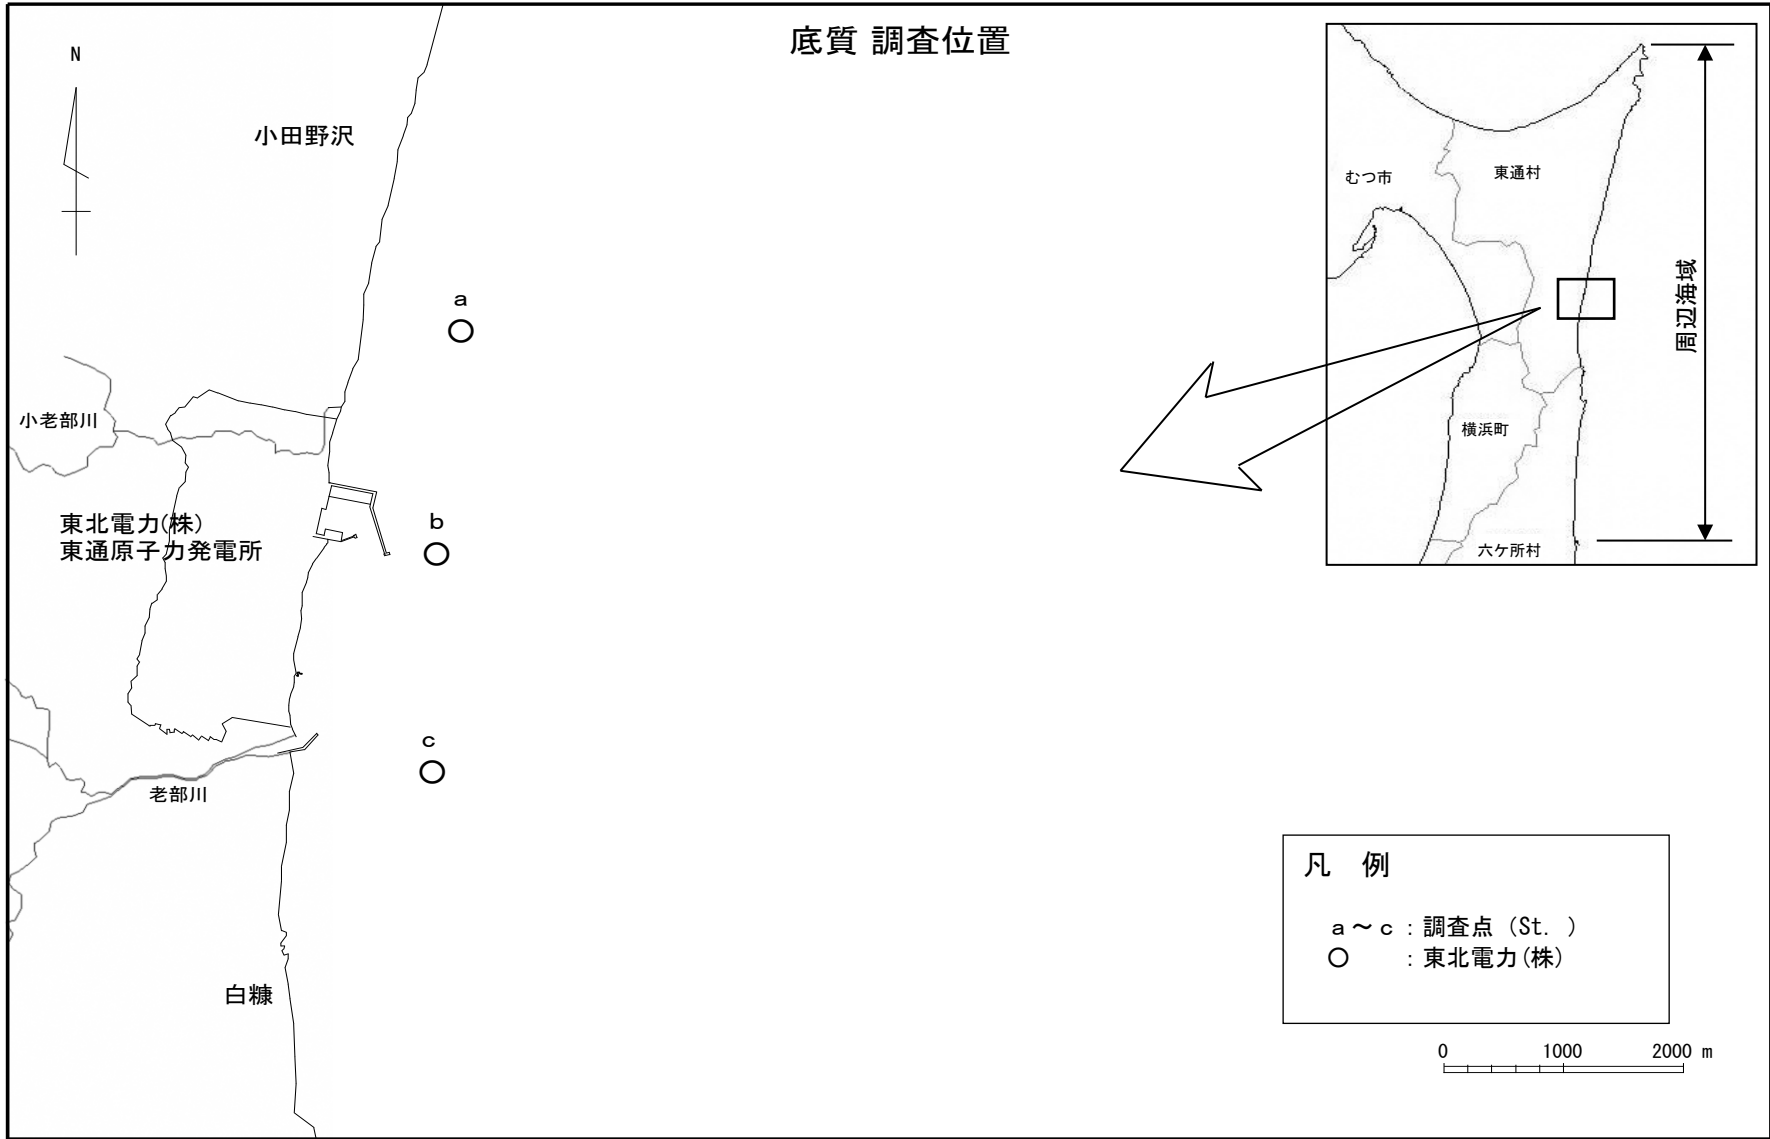 底質 調査位置
N
小田野沢
a
小老部川
東北電力(株)
東通原子力発電所
b
c
老部川
白糠
むつ市
東通村
周辺海域
横浜町
六ケ所村
凡 例
a~c:調査点(St. )
○ :東北電力(株)
0 1000 2000 m